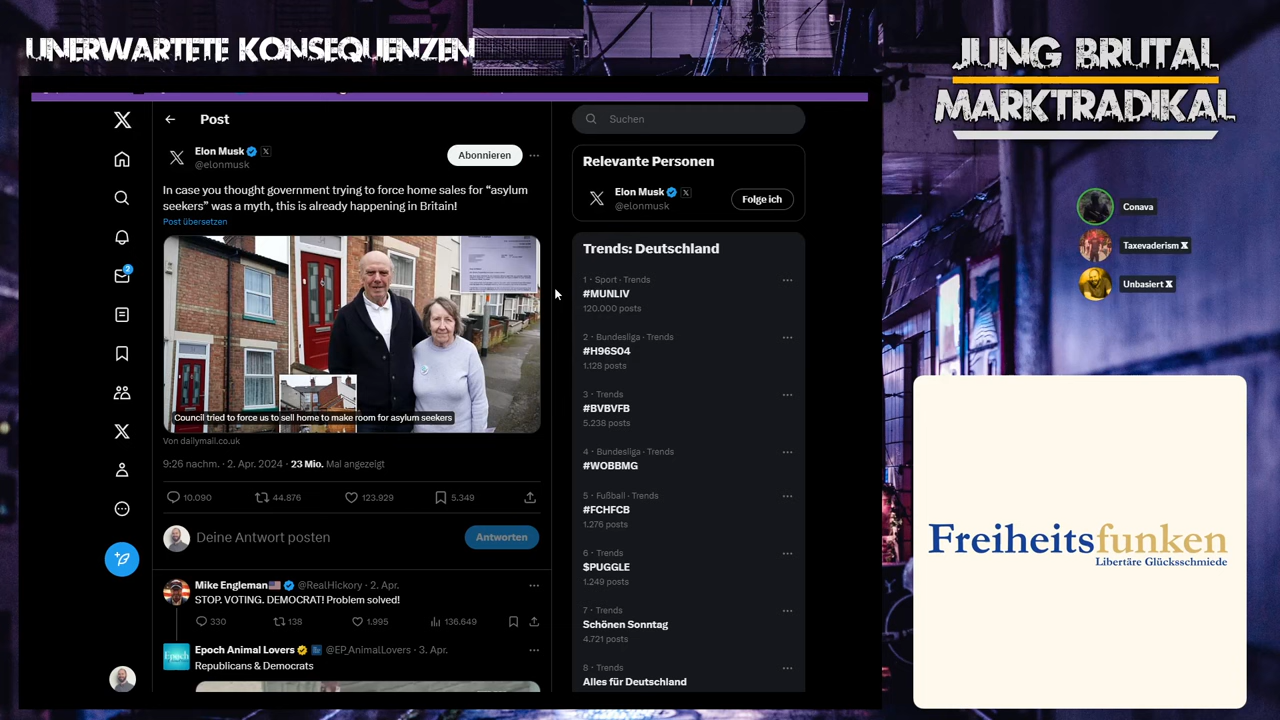 UNERWARTETE KONSEQUENZEN
JUNG BRUTAL
MARKTRADIKAL
Post
Elon Musk
@elonmusk
Abonnieren
In case you thought government trying to force home sales for “asylum
seekers” was a myth, this is already happening in Britain!
Post übersetzen
Council tried to force us to sell home to make room for asylum seekers
Von dailymail.co.uk
9:26 nachm. · 2. Apr. 2024 · 23 Mio. Mal angezeigt
10.090 44.876 123.929 5.349
Deine Antwort posten
Antworten
Mike Engleman @RealHIckory · 2. Apr.
STOP. VOTING. DEMOCRAT! Problem solved!
330 138 1.995 136.649
Epoch Animal Lovers @EP_AnimalLovers · 3. Apr.
Republicans & Democrats
Suchen
Relevante Personen
Elon Musk
@elonmusk
Folge ich
Trends: Deutschland
1 · Sport · Trends
#MUNLIV
120.000 posts
2 · Bundesliga · Trends
#H96S04
1.128 posts
3 · Trends
#BVBVFB
5.238 posts
4 · Bundesliga · Trends
#WOBBMG
5 · Fußball · Trends
#FCHFCB
1.276 posts
6 · Trends
$PUGGLE
1.249 posts
7 · Trends
Schönen Sonntag
4.721 posts
8 · Trends
Alles für Deutschland
2
Conava
Taxevaderism X
Unbasiert X
Freiheitsfunken
Libertäre Glücksschmiede